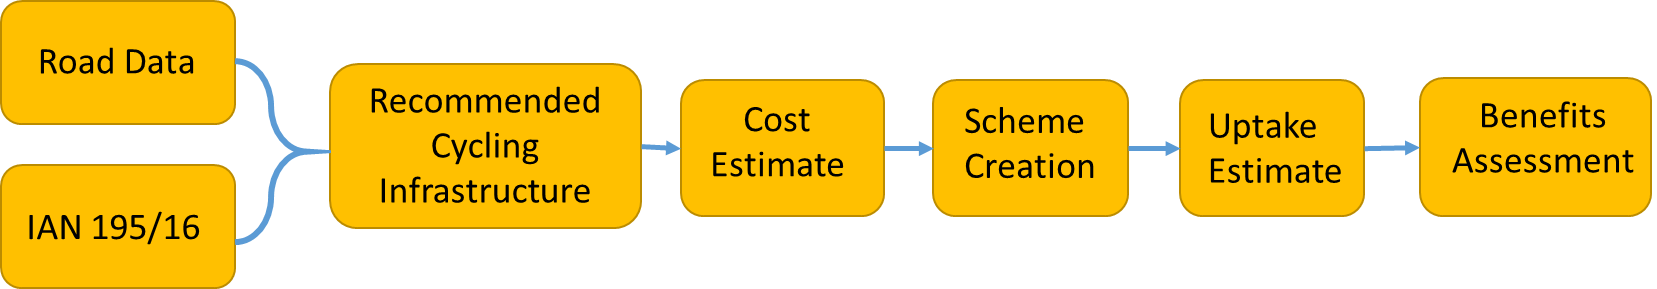 Road Data
IAN 195/16
Recommended
Cycling
Infrastructure
Cost
Estimate
Scheme
Creation
Uptake
Estimate
Benefits
Assessment